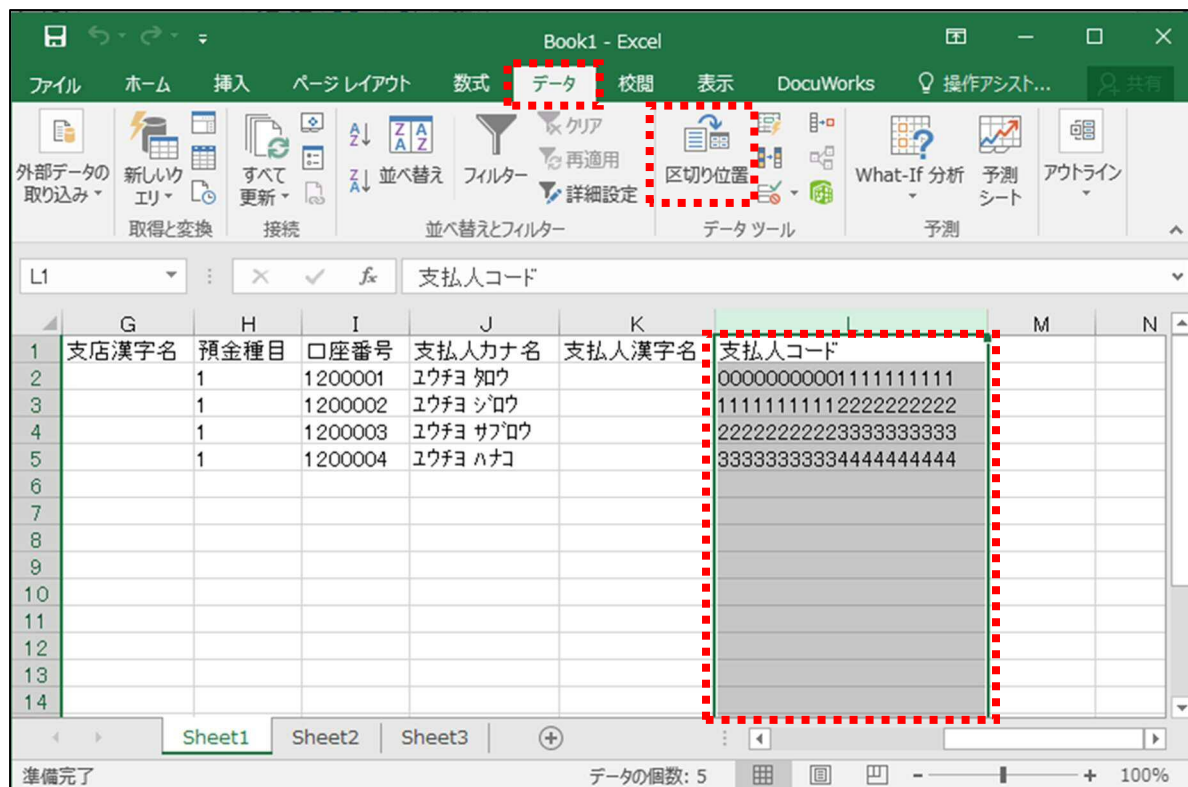 Book1 - Excel
ファイル ホーム 挿入 ページ レイアウト 数式 データ 校閲 表示 DocuWorks 操作アシスト... 共有
外部データの取り込み
新しいクエリ
取得と変換
すべて更新
接続
並べ替え
フィルター
クリア
再適用
詳細設定
並べ替えとフィルター
区切り位置
データ ツール
What-If 分析
予測シート
予測
アウトライン
L1 fx 支払人コード
G H I J K L M N
1 支店漢字名 預金種目 口座番号 支払人カナ名 支払人漢字名 支払人コード
2 1 1200001 ユウチヨ タロウ 00000000001111111111
3 1 1200002 ユウチヨ ジロウ 11111111112222222222
4 1 1200003 ユウチヨ サブロウ 22222222223333333333
5 1 1200004 ユウチヨ ハナコ 33333333334444444444
6
7
8
9
10
11
12
13
14
Sheet1 Sheet2 Sheet3
準備完了 データの個数: 5 100%